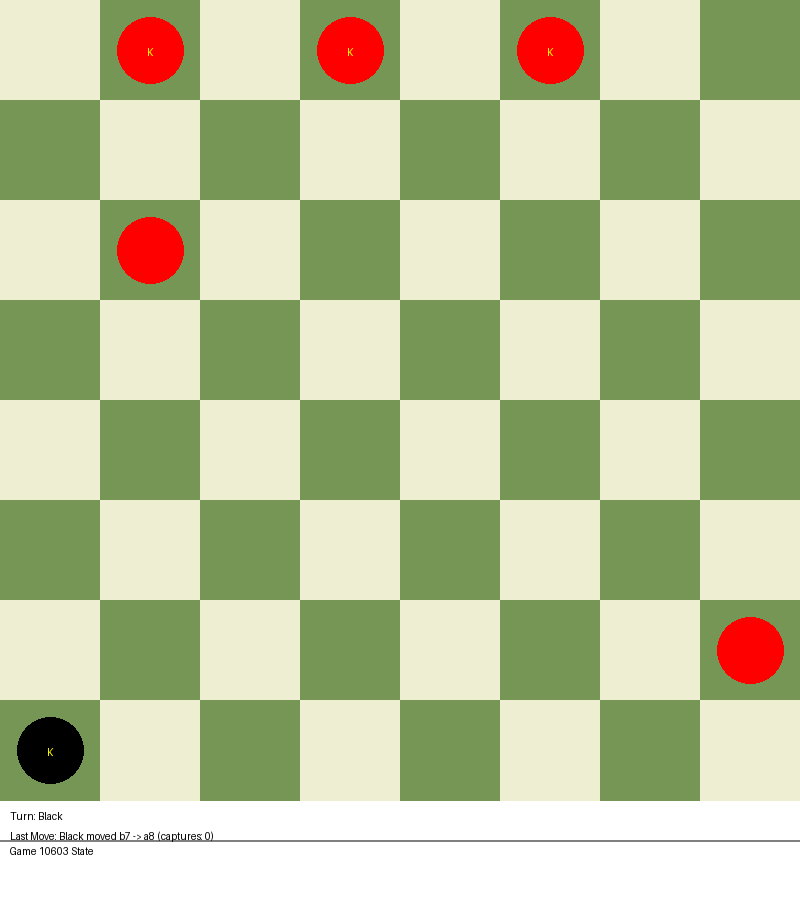 K K K
K
Turn: Black
Last Move: Black moved b7 -> a8 (captures: 0)
Game 10603 State